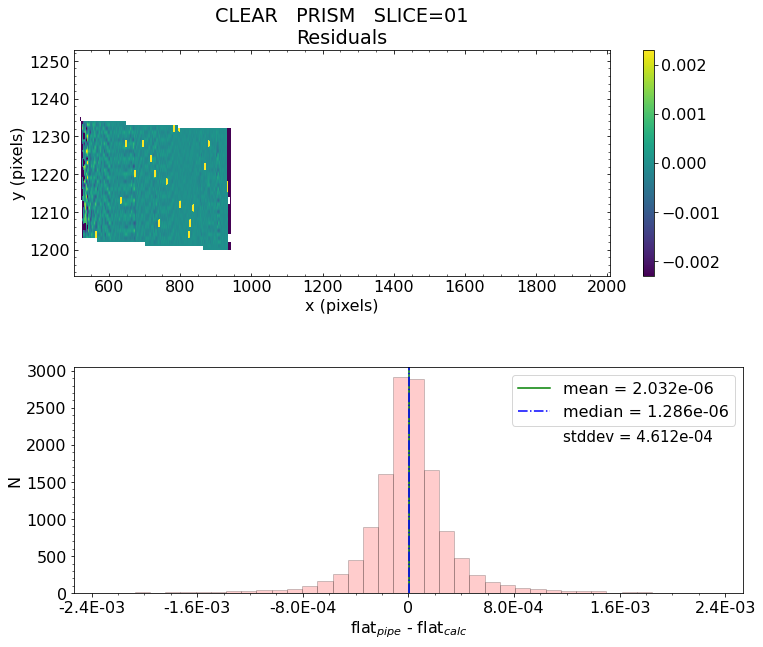 CLEAR PRISM SLICE=01
Residuals
1250
1240
1230
1220
1210
1200
y (pixels)
600 800 1000 1200 1400 1600 1800 2000
x (pixels)
0.002
0.001
0.000
−0.001
−0.002
3000
2500
2000
1500
1000
500
0
N
mean = 2.032e-06
median = 1.286e-06
stddev = 4.612e-04
-2.4E-03 -1.6E-03 -8.0E-04 0 8.0E-04 1.6E-03 2.4E-03
flat_pipe - flat_calc